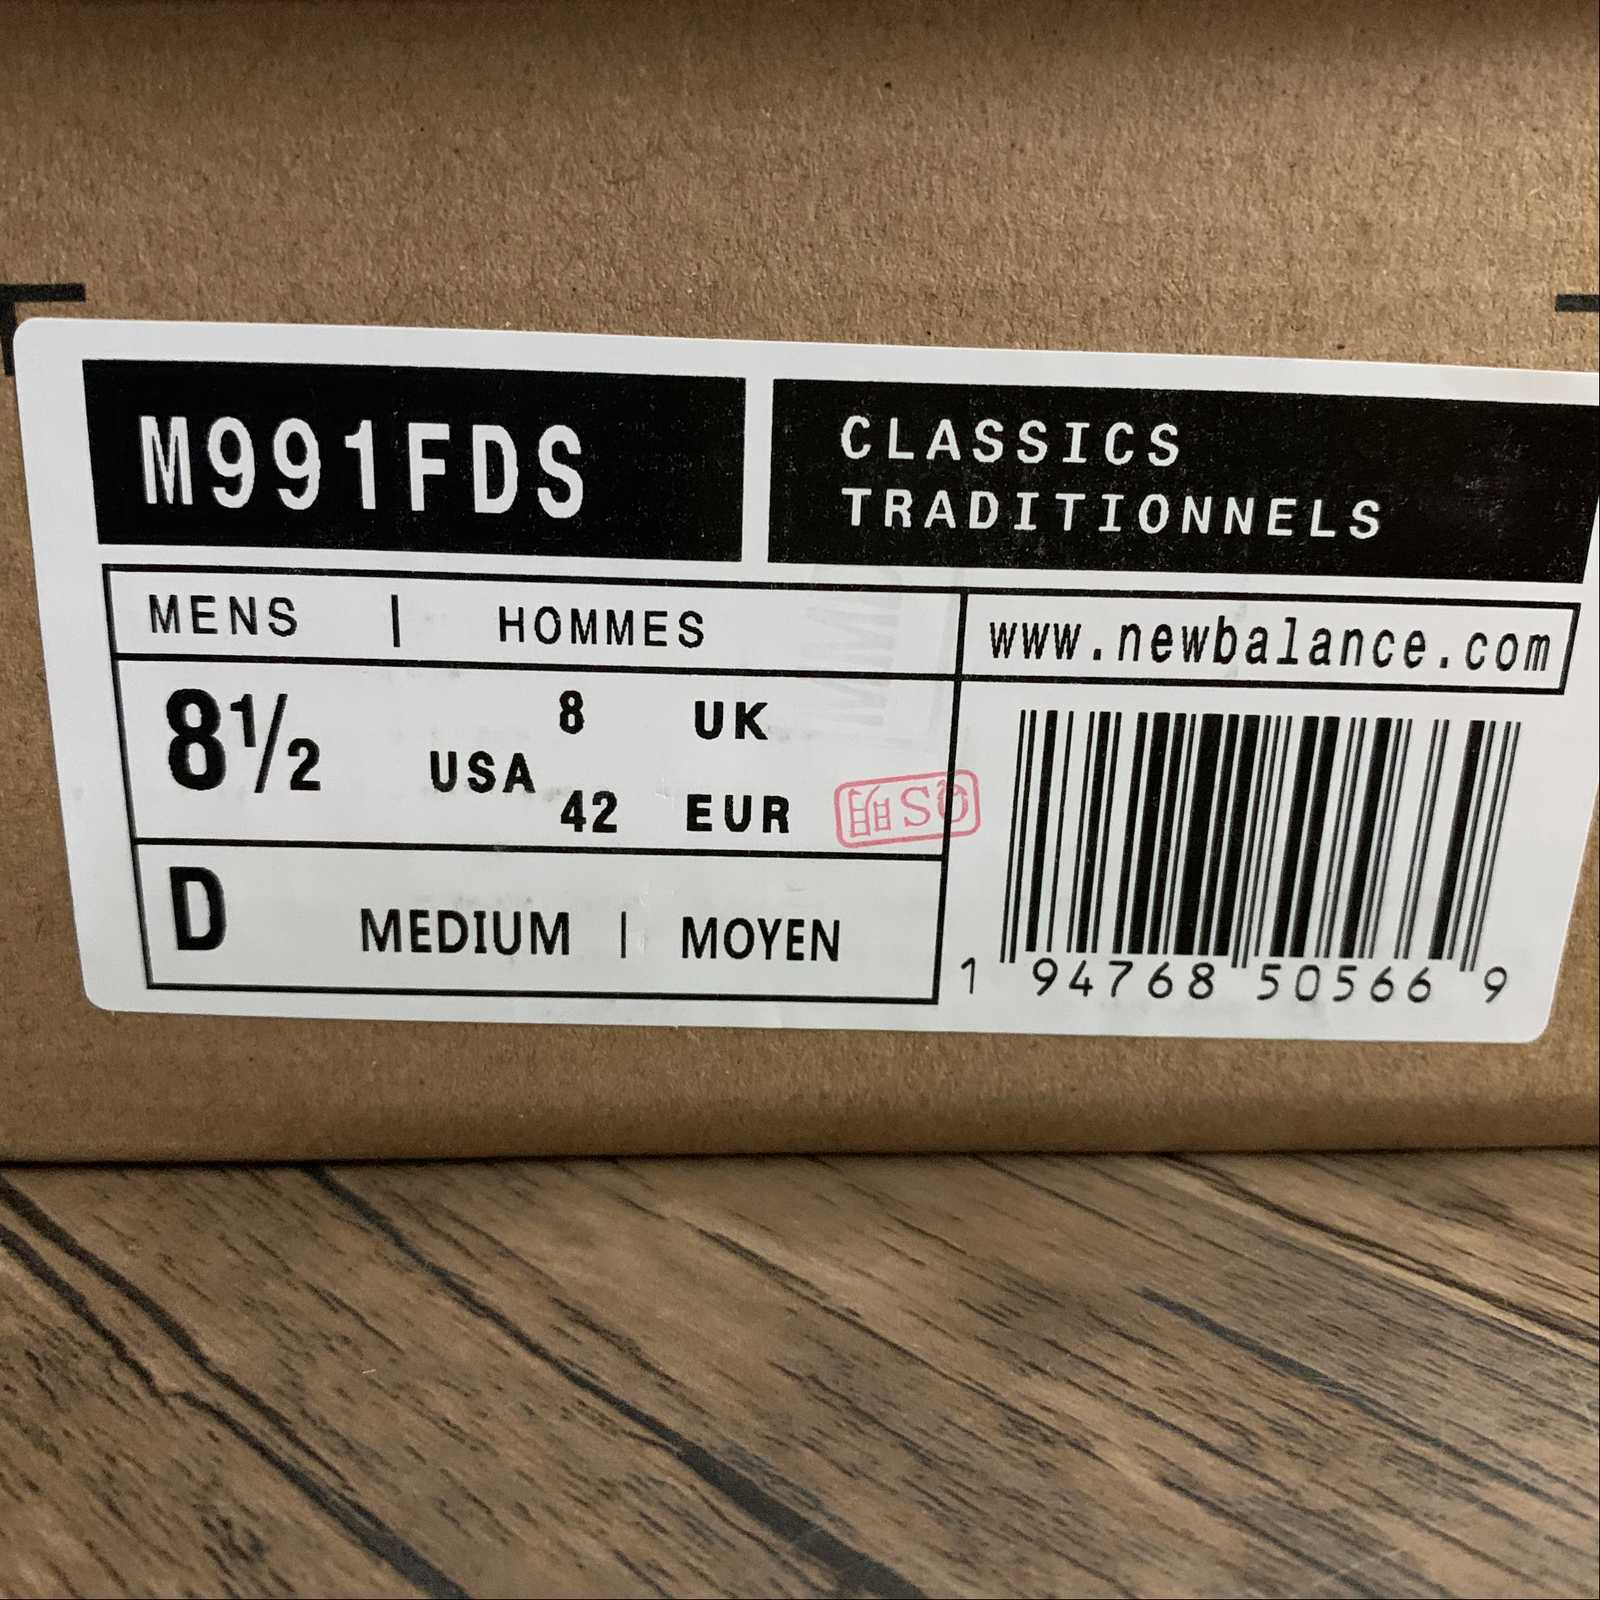 M991FDS
CLASSICS
TRADITIONNELS
MENS | HOMMES
www.newbalance.com
8½ USA
8 UK
42 EUR
D MEDIUM | MOYEN
1 94768 50566 9